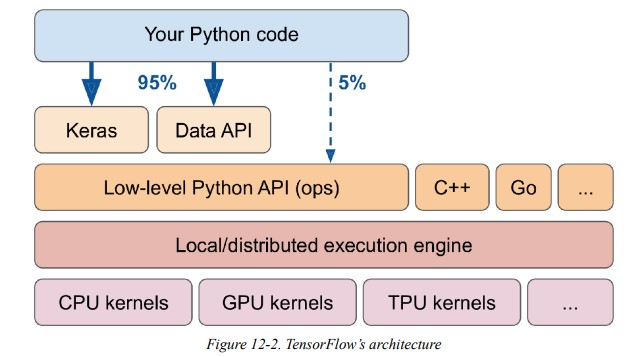 Your Python code
95%
5%
Keras
Data API
Low-level Python API (ops)
C++
Go
...
Local/distributed execution engine
CPU kernels
GPU kernels
TPU kernels
...
Figure 12-2. TensorFlow’s architecture